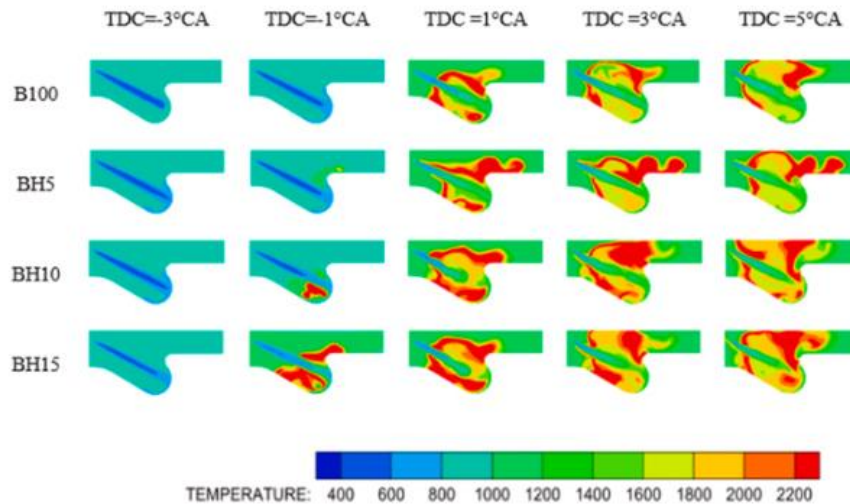 TDC=-3°CA TDC=-1°CA TDC =1°CA TDC =3°CA TDC =5°CA
B100
BH5
BH10
BH15
TEMPERATURE: 400 600 800 1000 1200 1400 1600 1800 2000 2200